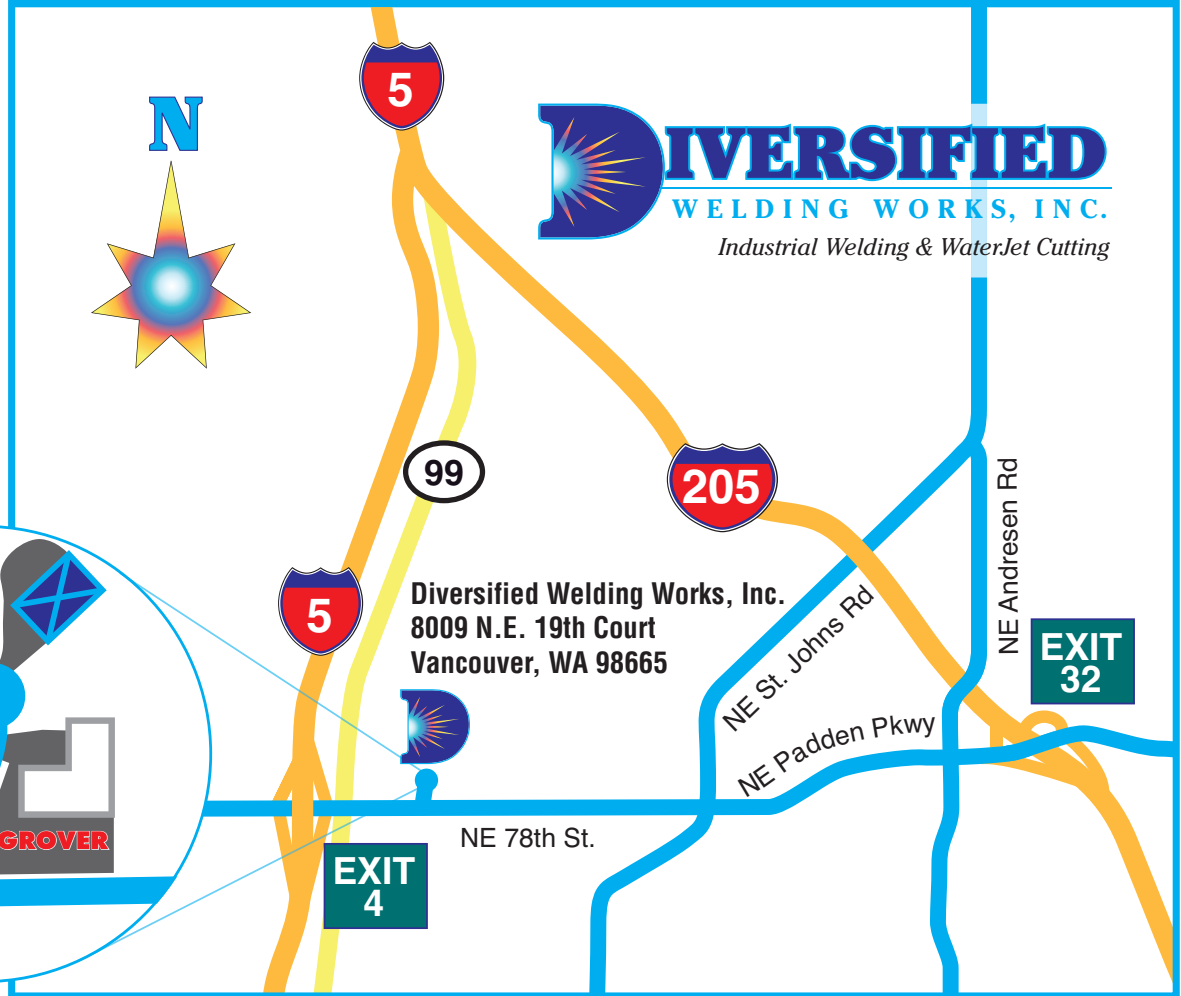 5
N
DIVERSIFIED
WELDING WORKS, INC.
Industrial Welding & WaterJet Cutting
99
205
NE Andresen Rd
5
Diversified Welding Works, Inc.
8009 N.E. 19th Court
Vancouver, WA 98665
NE St. Johns Rd
EXIT
32
D
NE Padden Pkwy
GROVER
NE 78th St.
EXIT
4